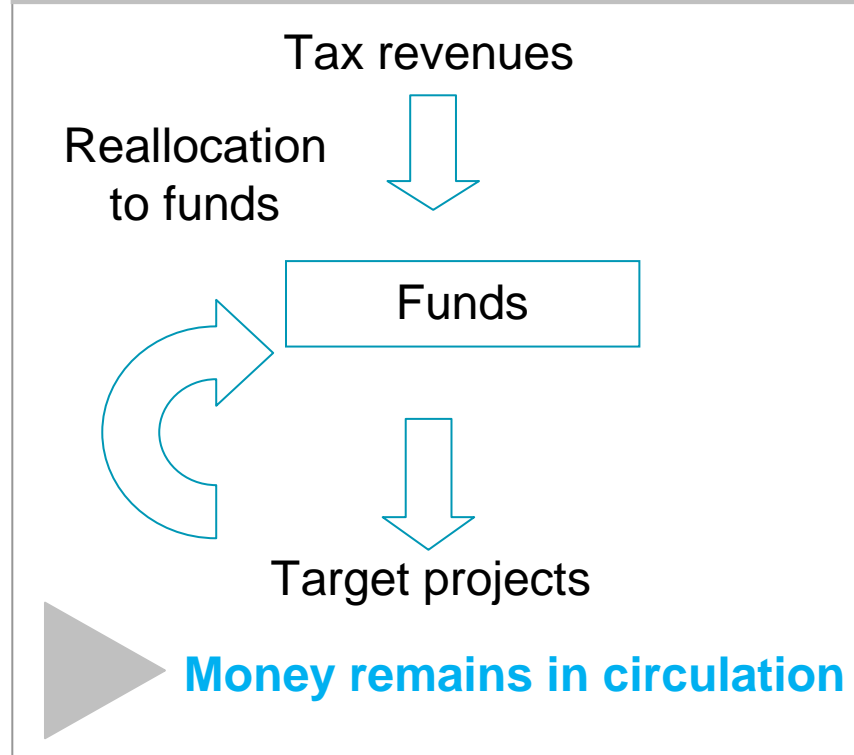 Tax revenues
Reallocation
to funds
Funds
Target projects
Money remains in circulation